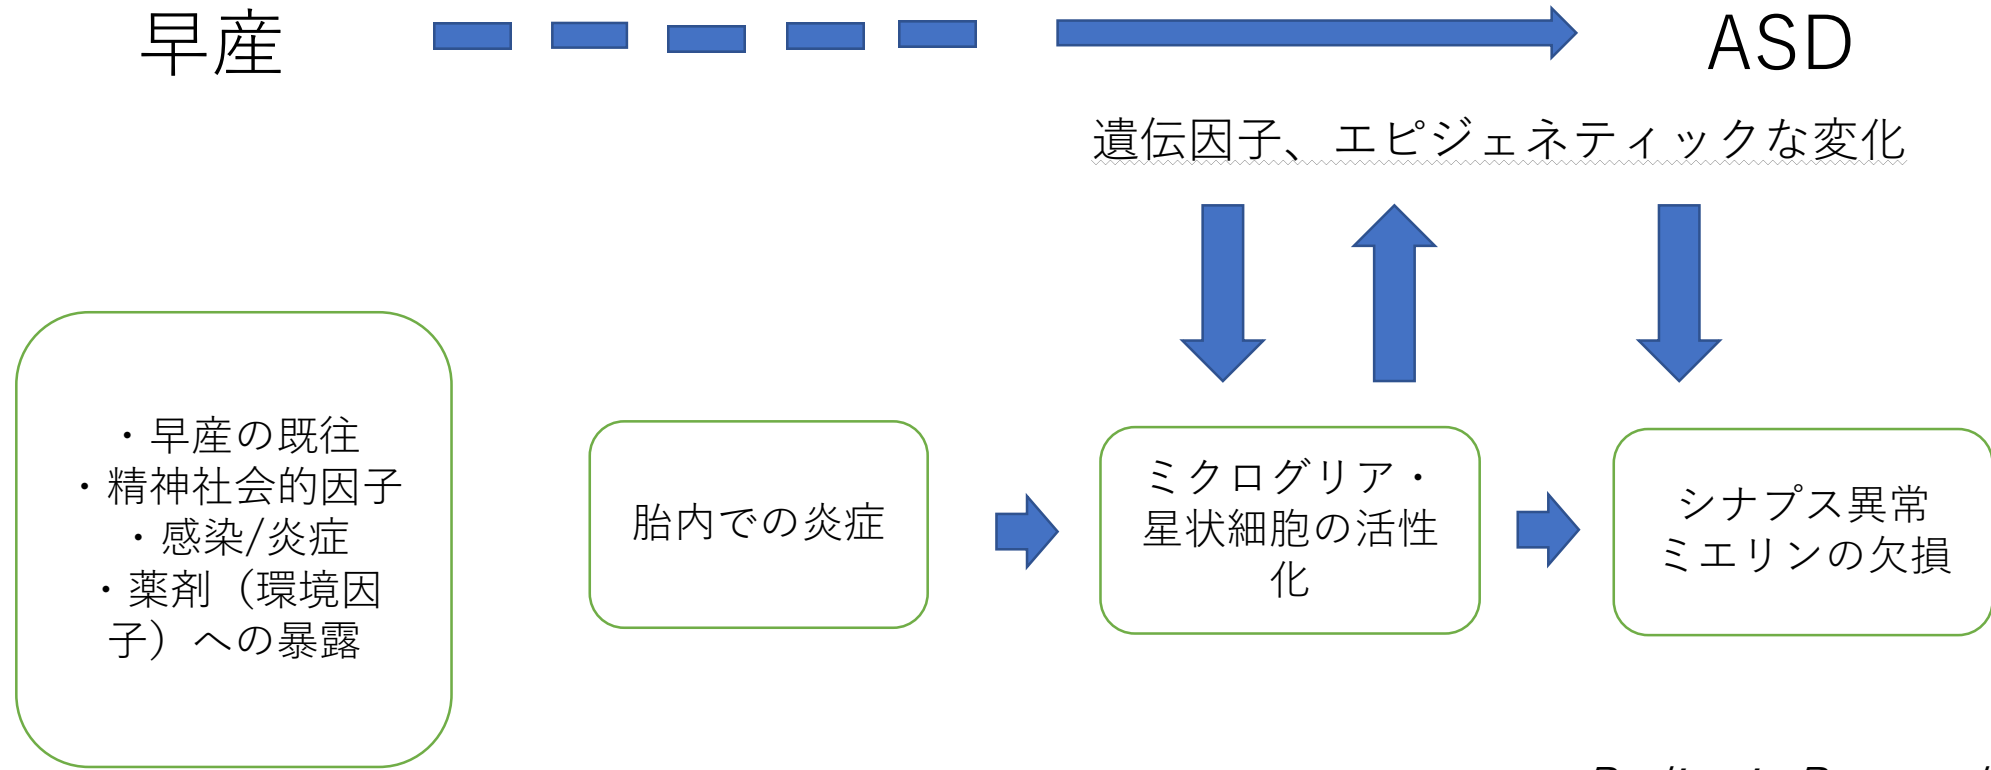 早産
ASD
遺伝因子、エピジェネティックな変化
・早産の既往
・精神社会的因子
・感染/炎症
・薬剤（環境因
子）への暴露
胎内での炎症
ミクログリア・
星状細胞の活性
化
シナプス異常
ミエリンの欠損